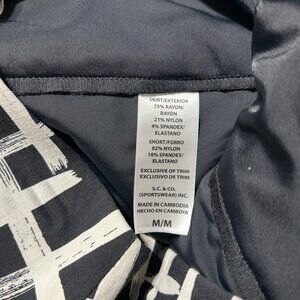 SKIRT/EXTERIOR
75% RAYON/
RAYÓN
21% NYLON
4% SPANDEX/
ELASTANO
SHORT/FORRO
82% NYLON
18% SPANDEX/
ELASTANO
EXCLUSIVE OF TRIM
EXCLUSIVO DE TRIM
S.C. & CO.
(SPORTSWEAR) INC.
MADE IN CAMBODIA
HECHO EN CAMBOYA
M/M